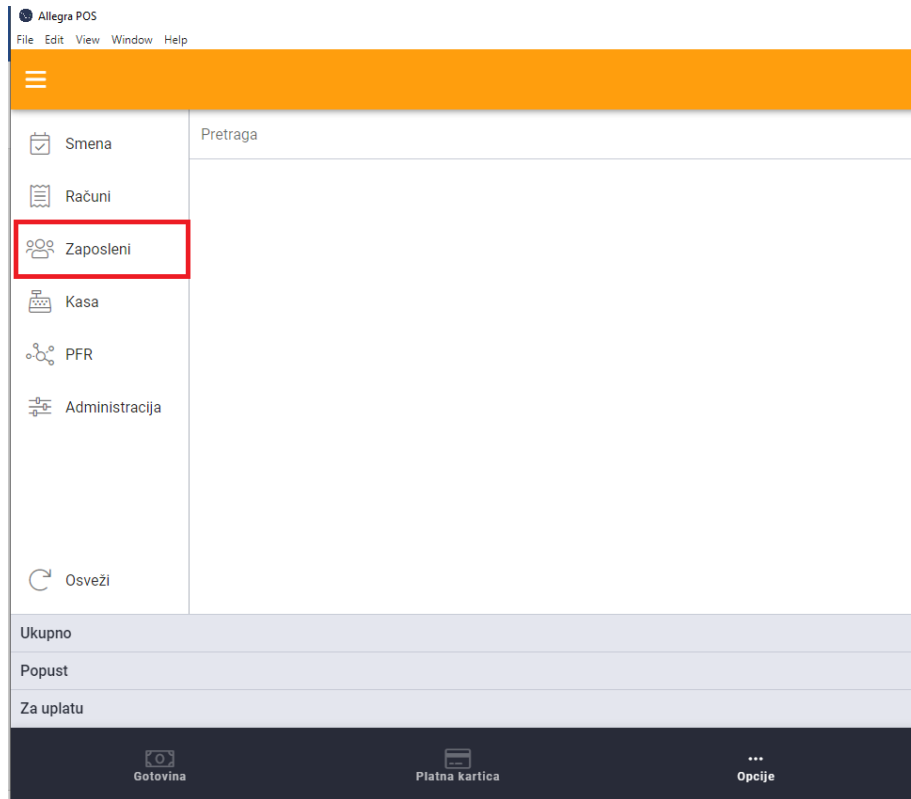 Allegra POS
File Edit View Window Help
Smena
Pretraga
Računi
Zaposleni
Kasa
PFR
Administracija
Osveži
Ukupno
Popust
Za uplatu
Gotovina
Platna kartica
Opcije